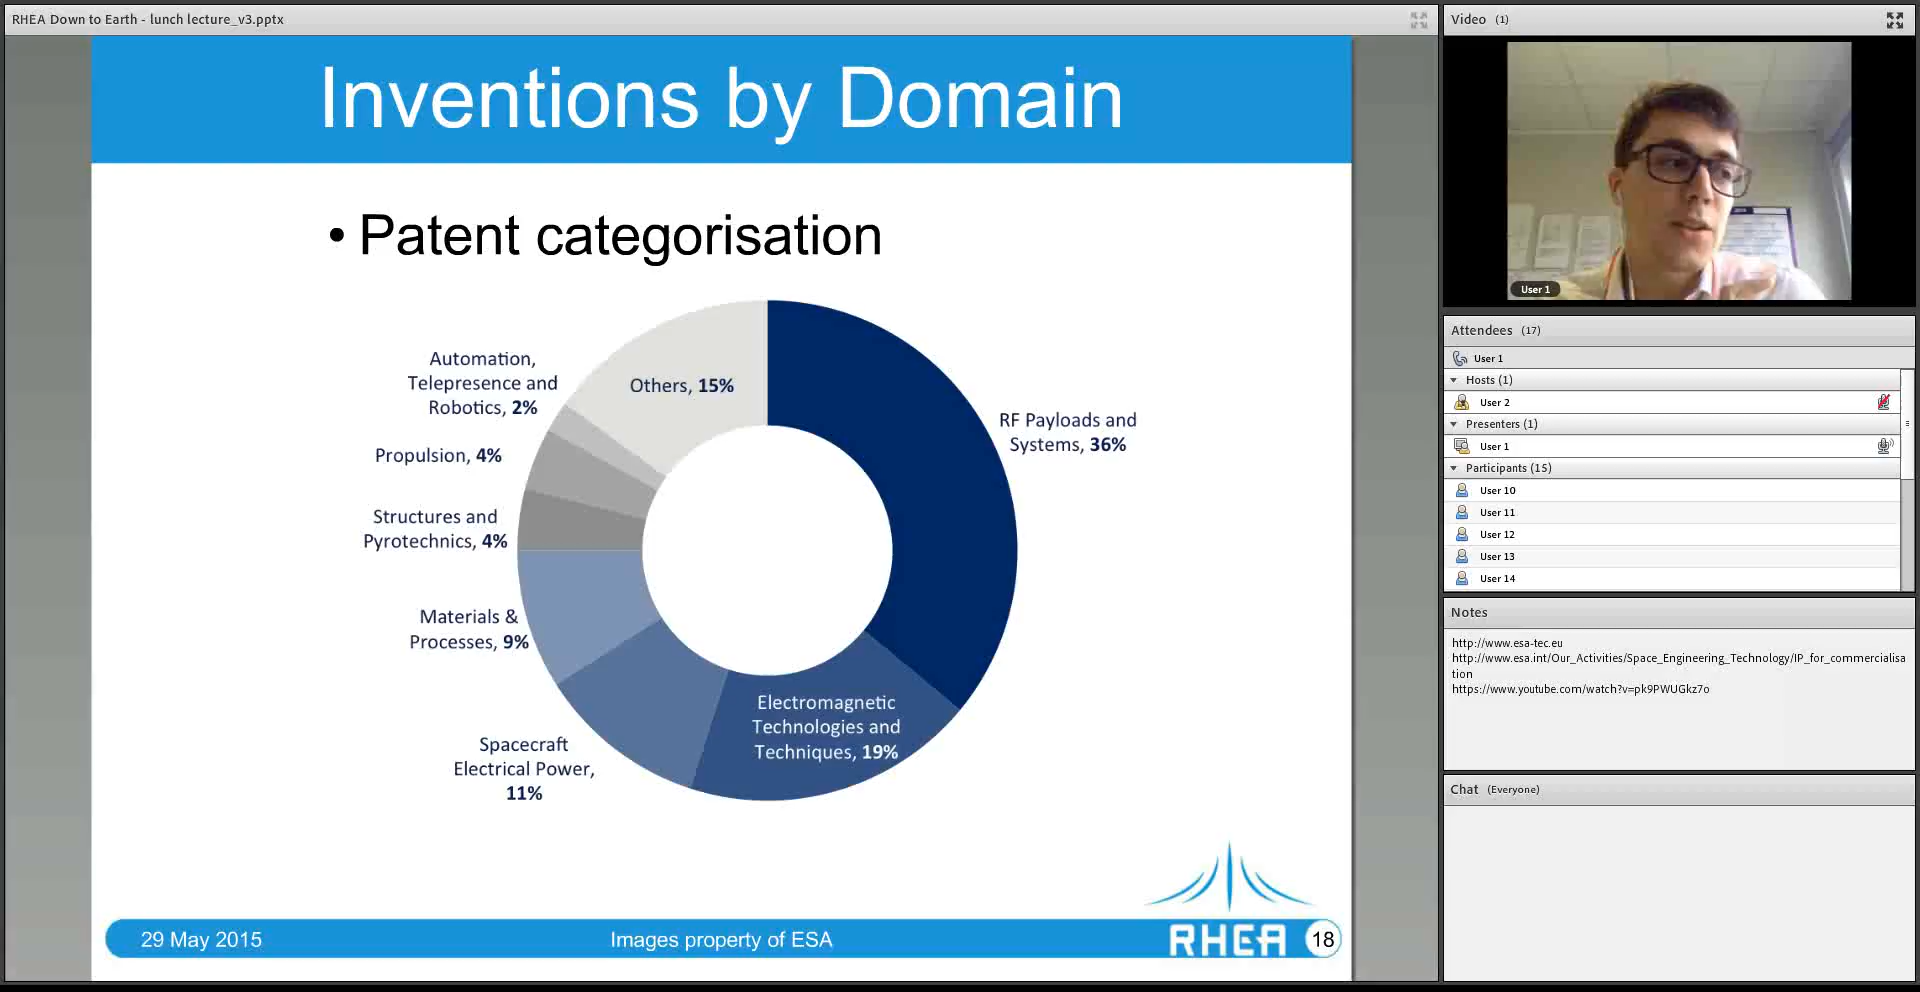 RHEA Down to Earth - lunch lecture_v3.pptx
Inventions by Domain
• Patent categorisation
Automation,
Telepresence and
Robotics, 2%
Others, 15%
RF Payloads and
Systems, 36%
Propulsion, 4%
Structures and
Pyrotechnics, 4%
Materials &
Processes, 9%
Electromagnetic
Technologies and
Techniques, 19%
Spacecraft
Electrical Power,
11%
29 May 2015
Images property of ESA
RHEA
18
Video (1)
User 1
Attendees (17)
User 1
Hosts (1)
User 2
Presenters (1)
User 1
Participants (15)
User 10
User 11
User 12
User 13
User 14
Notes
http://www.esa-tec.eu
http://www.esa.int/Our_Activities/Space_Engineering_Technology/IP_for_commercialisa
tion
https://www.youtube.com/watch?v=pk9PWUGkz7o
Chat (Everyone)